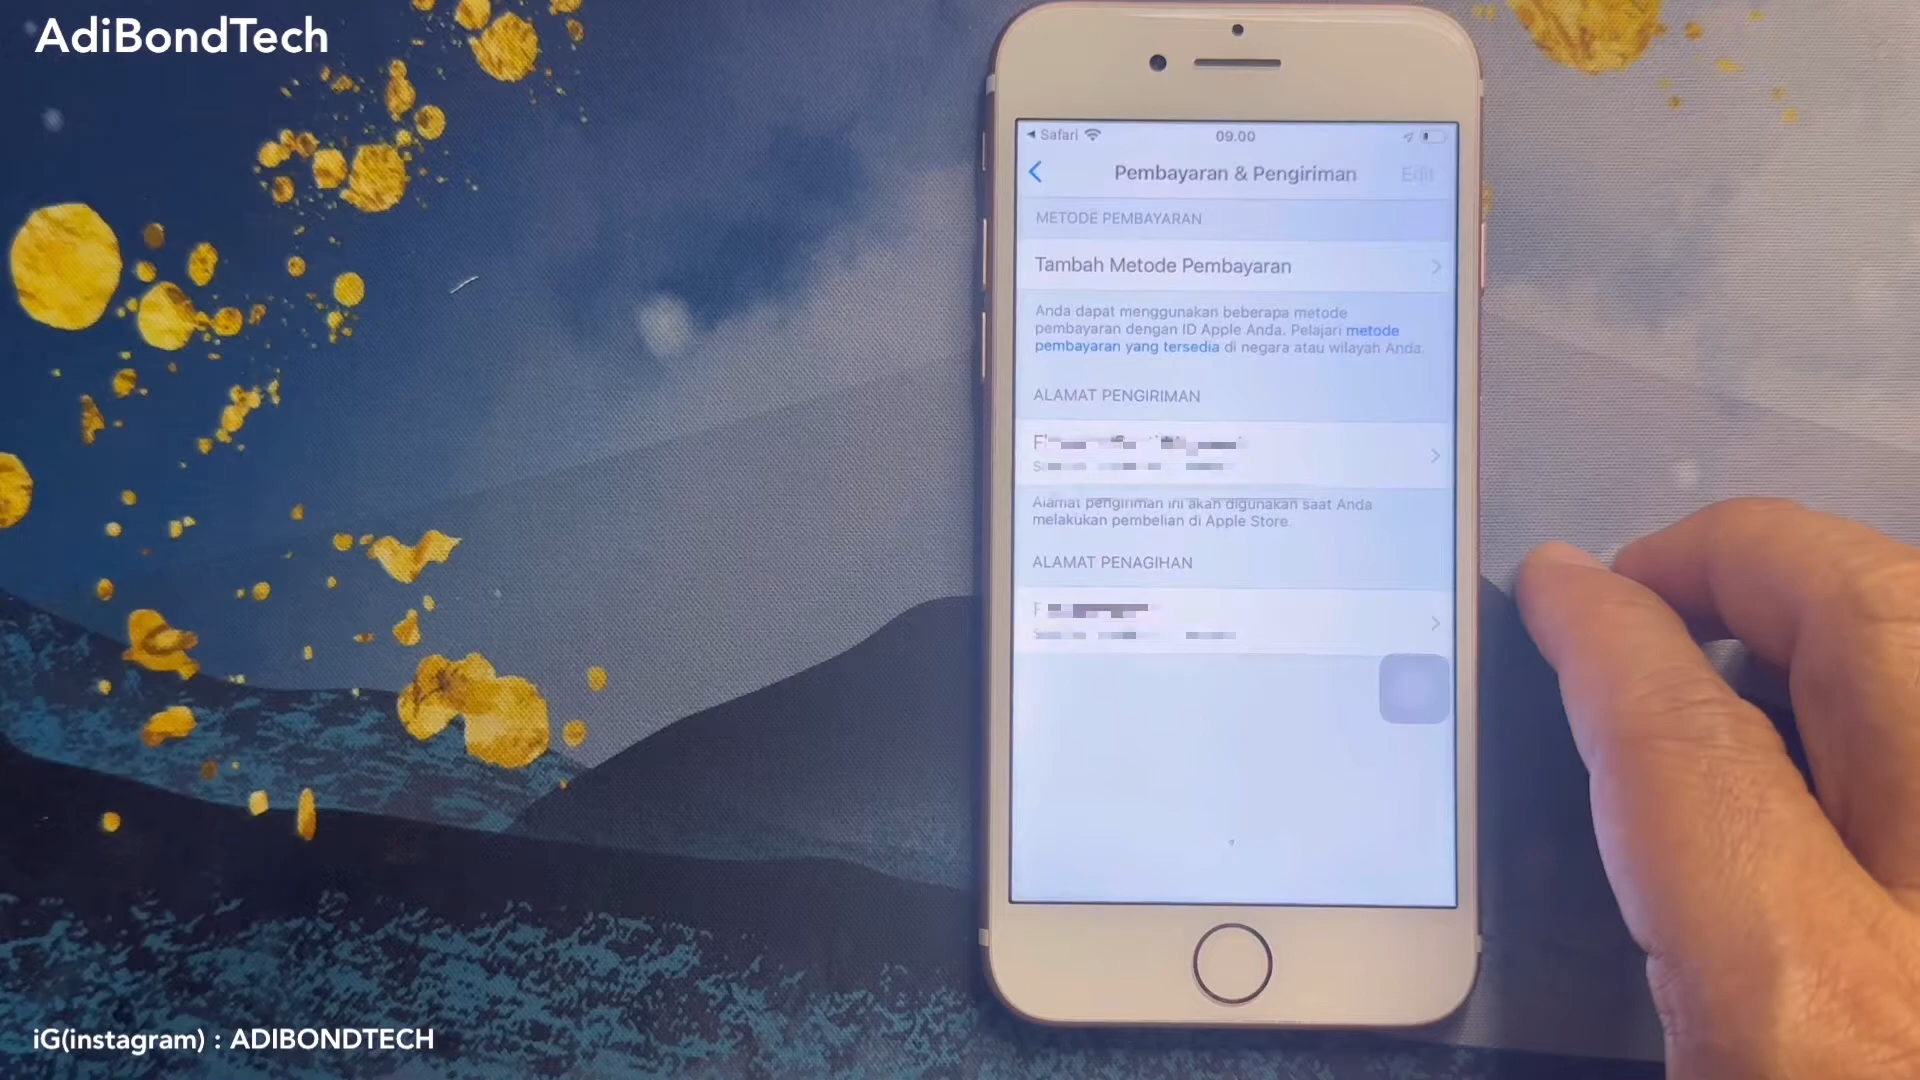 AdiBondTech
Safari
09.00
Pembayaran & Pengiriman
Edit
METODE PEMBAYARAN
Tambah Metode Pembayaran
Anda dapat menggunakan beberapa metode
pembayaran dengan ID Apple Anda. Pelajari metode
pembayaran yang tersedia di negara atau wilayah Anda.
ALAMAT PENGIRIMAN
Alamat pengiriman ini akan digunakan saat Anda
melakukan pembelian di Apple Store.
ALAMAT PENAGIHAN
iG(instagram) : ADIBONDTECH